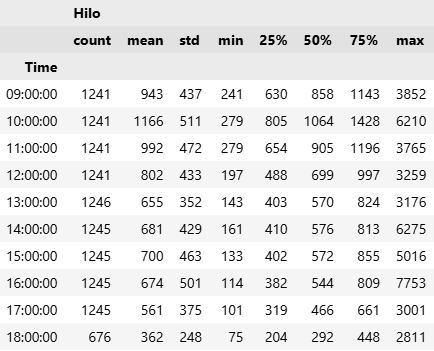 Hilo
count mean std min 25% 50% 75% max
Time
09:00:00 1241 943 437 241 630 858 1143 3852
10:00:00 1241 1166 511 279 805 1064 1428 6210
11:00:00 1241 992 472 279 654 905 1196 3765
12:00:00 1241 802 433 197 488 699 997 3259
13:00:00 1246 655 352 143 403 570 824 3176
14:00:00 1245 681 429 161 410 576 813 6275
15:00:00 1245 700 463 133 402 572 855 5016
16:00:00 1245 674 501 114 382 544 809 7753
17:00:00 1245 561 375 101 319 466 661 3001
18:00:00 676 362 248 75 204 292 448 2811